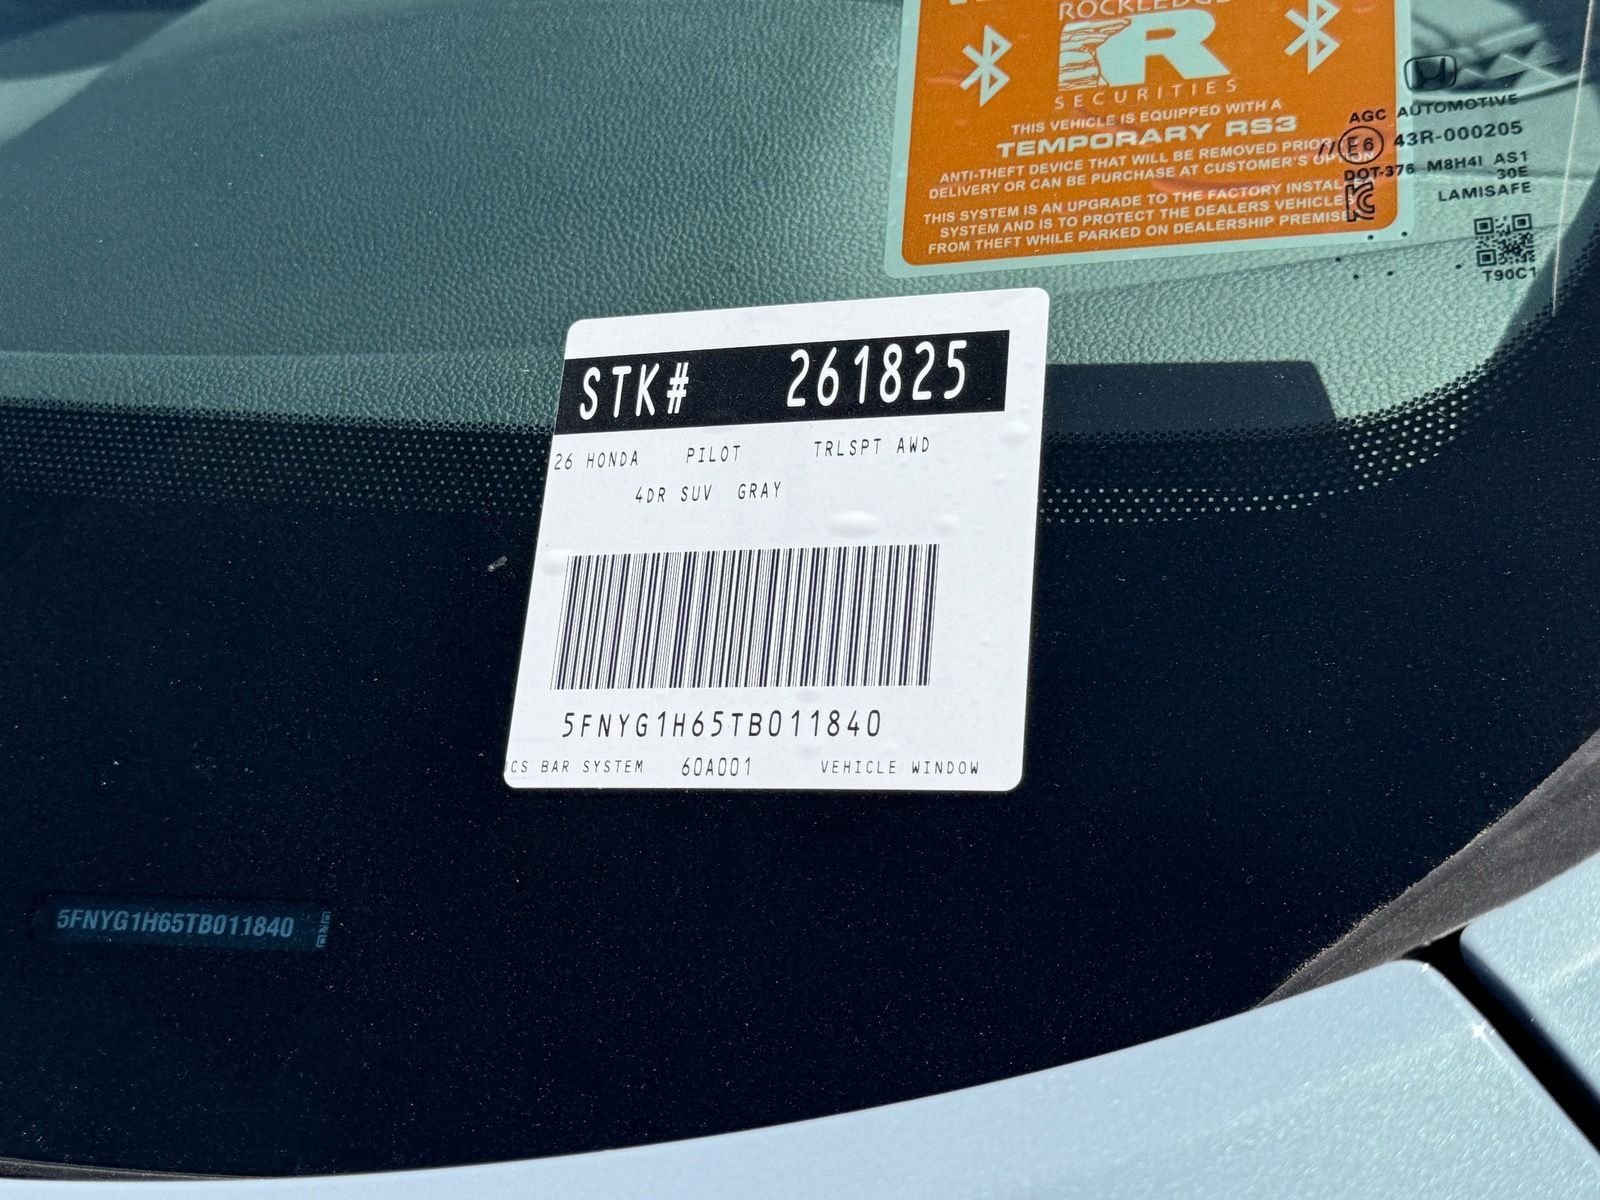 ROCKLEDGE
R
SECURITIES
THIS VEHICLE IS EQUIPPED WITH A
TEMPORARY RS3
ANTI-THEFT DEVICE THAT WILL BE REMOVED PRIOR
DELIVERY OR CAN BE PURCHASE AT CUSTOMER'S OPTION
THIS SYSTEM IS AN UPGRADE TO THE FACTORY INSTAL
SYSTEM AND IS TO PROTECT THE DEALERS VEHICLES
FROM THEFT WHILE PARKED ON DEALERSHIP PREMISE
AGC AUTOMOTIVE
E6 43R-000205
DOT-376 M8H4I AS1
30E
LAMISAFE
T90C1
STK# 261825
26 HONDA PILOT TRLSPT AWD
4DR SUV GRAY
5FNYG1H65TB011840
CS BAR SYSTEM 60A001 VEHICLE WINDOW
5FNYG1H65TB011840